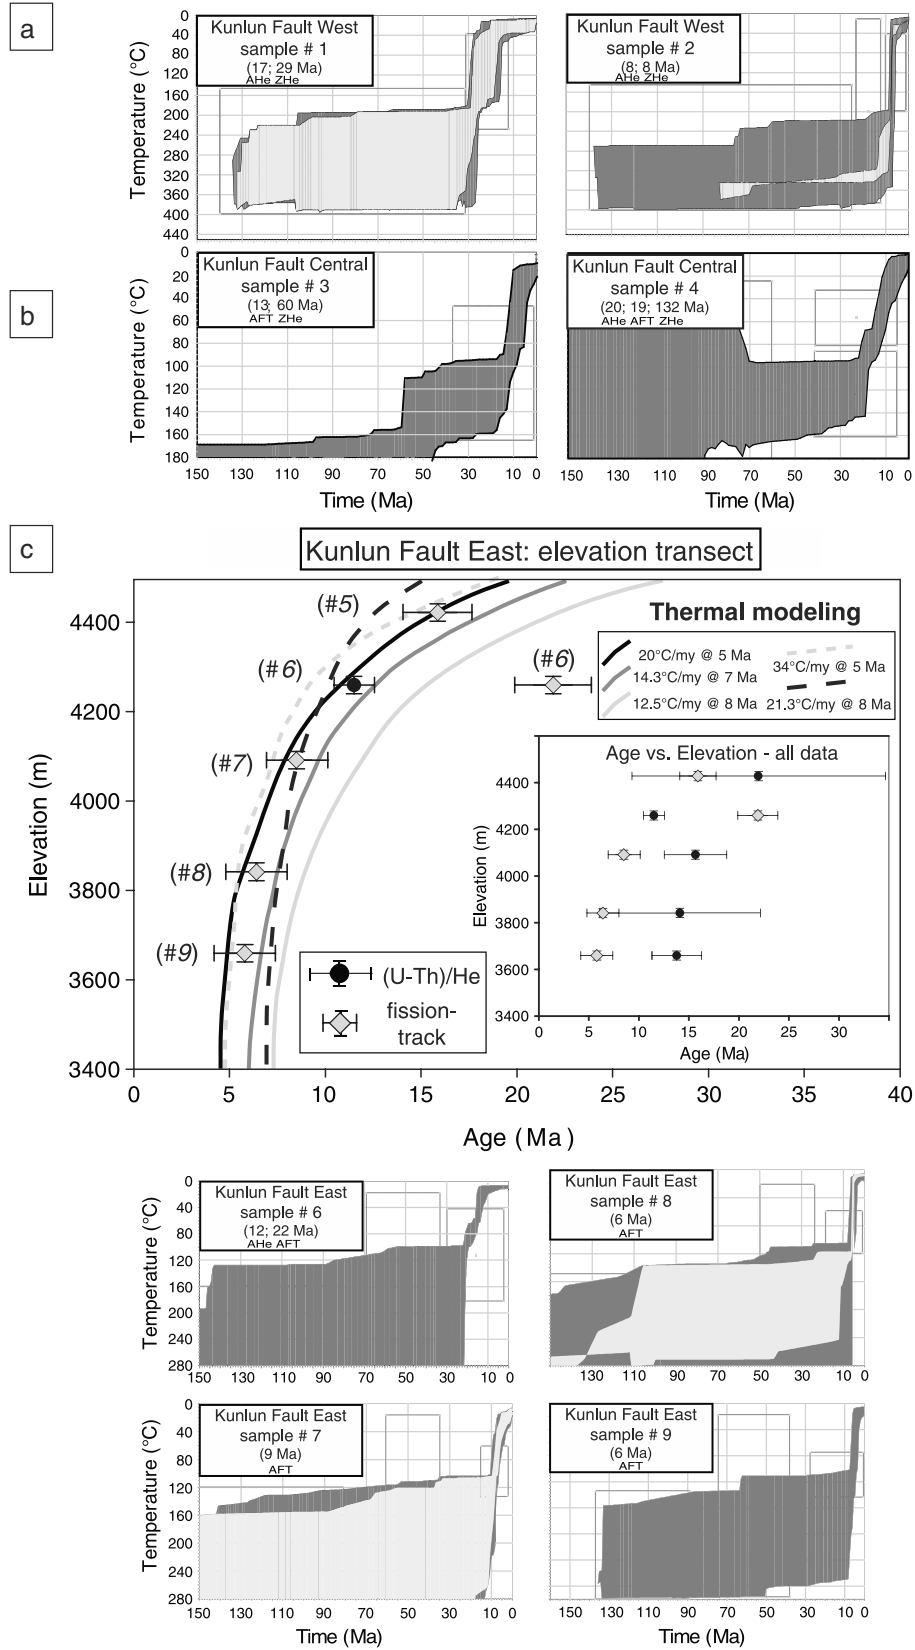 a
Kunlun Fault West
sample # 1
(17; 29 Ma)
AHe ZHe
Temperature (°C)
0
40
80
120
160
200
240
280
320
360
400
440
Kunlun Fault West
sample # 2
(8; 8 Ma)
AHe ZHe
b
Kunlun Fault Central
sample # 3
(13; 60 Ma)
AFT ZHe
Temperature (°C)
0
20
40
60
80
100
120
140
160
180
150 130 110 90 70 50 30 10 0
Time (Ma)
Kunlun Fault Central
sample # 4
(20; 19; 132 Ma)
AHe AFT ZHe
150 130 110 90 70 50 30 10 0
Time (Ma)
c
Kunlun Fault East: elevation transect
Elevation (m)
4400
4200
4000
3800
3600
3400
(#5)
(#6)
(#6)
(#7)
(#8)
(#9)
Thermal modeling
20°C/my @ 5 Ma
14.3°C/my @ 7 Ma
12.5°C/my @ 8 Ma
34°C/my @ 5 Ma
21.3°C/my @ 8 Ma
Age vs. Elevation - all data
Elevation (m)
4400
4200
4000
3800
3600
3400
0 5 10 15 20 25 30
Age (Ma)
(U-Th)/He
fission-
track
0 5 10 15 20 25 30 35 40
Age (Ma)
Kunlun Fault East
sample # 6
(12; 22 Ma)
AHe AFT
Temperature (°C)
0
40
80
120
160
200
240
280
150 130 110 90 70 50 30 10 0
Kunlun Fault East
sample # 8
(6 Ma)
AFT
130 110 90 70 50 30 10 0
Kunlun Fault East
sample # 7
(9 Ma)
AFT
Temperature (°C)
0
40
80
120
160
200
240
280
150 130 110 90 70 50 30 10 0
Time (Ma)
Kunlun Fault East
sample # 9
(6 Ma)
AFT
150 130 110 90 70 50 30 10 0
Time (Ma)